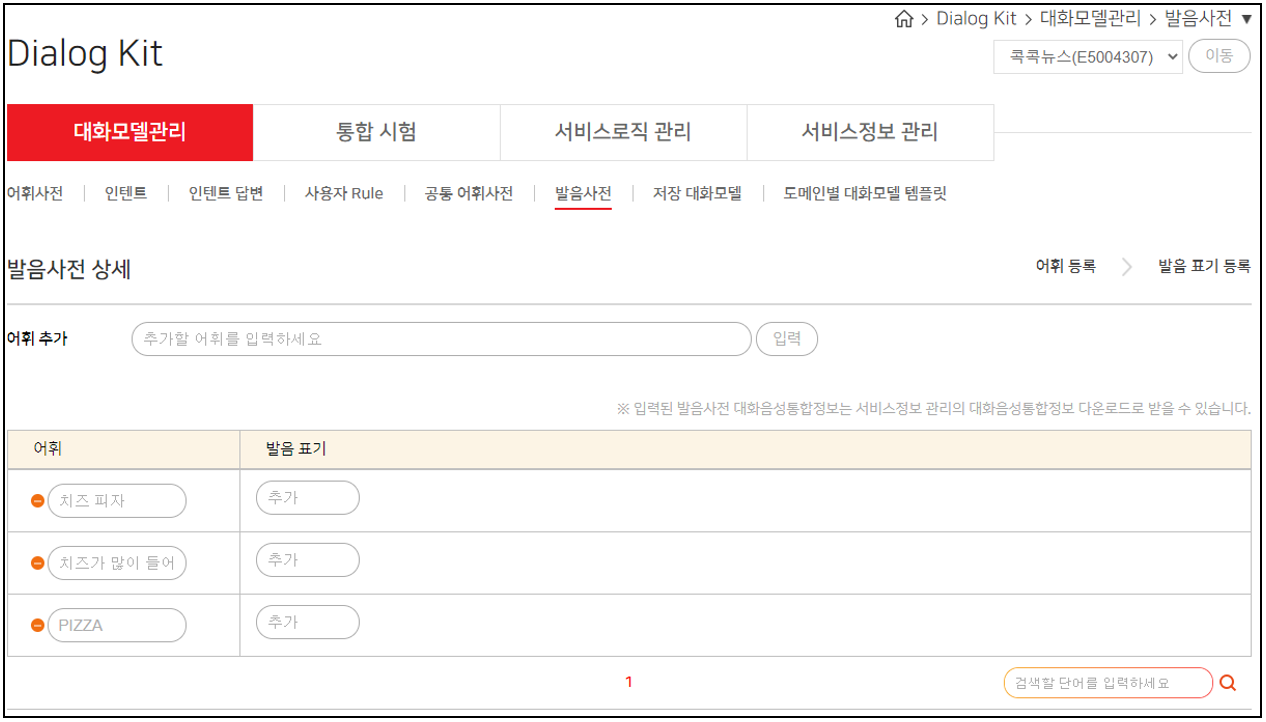 Dialog Kit > 대화모델관리 > 발음사전 ▼
Dialog Kit
콕콕뉴스(E5004307) 이동
대화모델관리 통합 시험 서비스로직 관리 서비스정보 관리
어휘사전 인텐트 인텐트 답변 사용자 Rule 공통 어휘사전 발음사전 저장 대화모델 도메인별 대화모델 템플릿
발음사전 상세 어휘 등록 발음 표기 등록
어휘 추가 추가할 어휘를 입력하세요 입력
※ 입력된 발음사전 대화음성통합정보는 서비스정보 관리의 대화음성통합정보 다운로드로 받을 수 있습니다.
어휘 발음 표기
치즈 피자 추가
치즈가 많이 들어 추가
PIZZA 추가
1 검색할 단어를 입력하세요